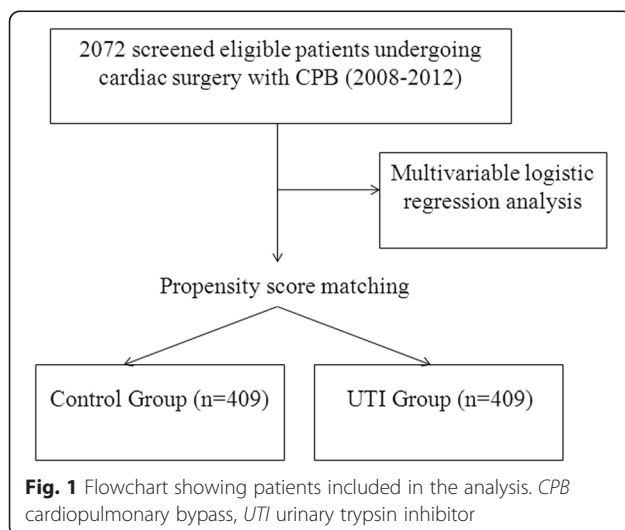 2072 screened eligible patients undergoing
cardiac surgery with CPB (2008-2012)
Multivariable logistic
regression analysis
Propensity score matching
Control Group (n=409)
UTI Group (n=409)
Fig. 1 Flowchart showing patients included in the analysis. CPB
cardiopulmonary bypass, UTI urinary trypsin inhibitor